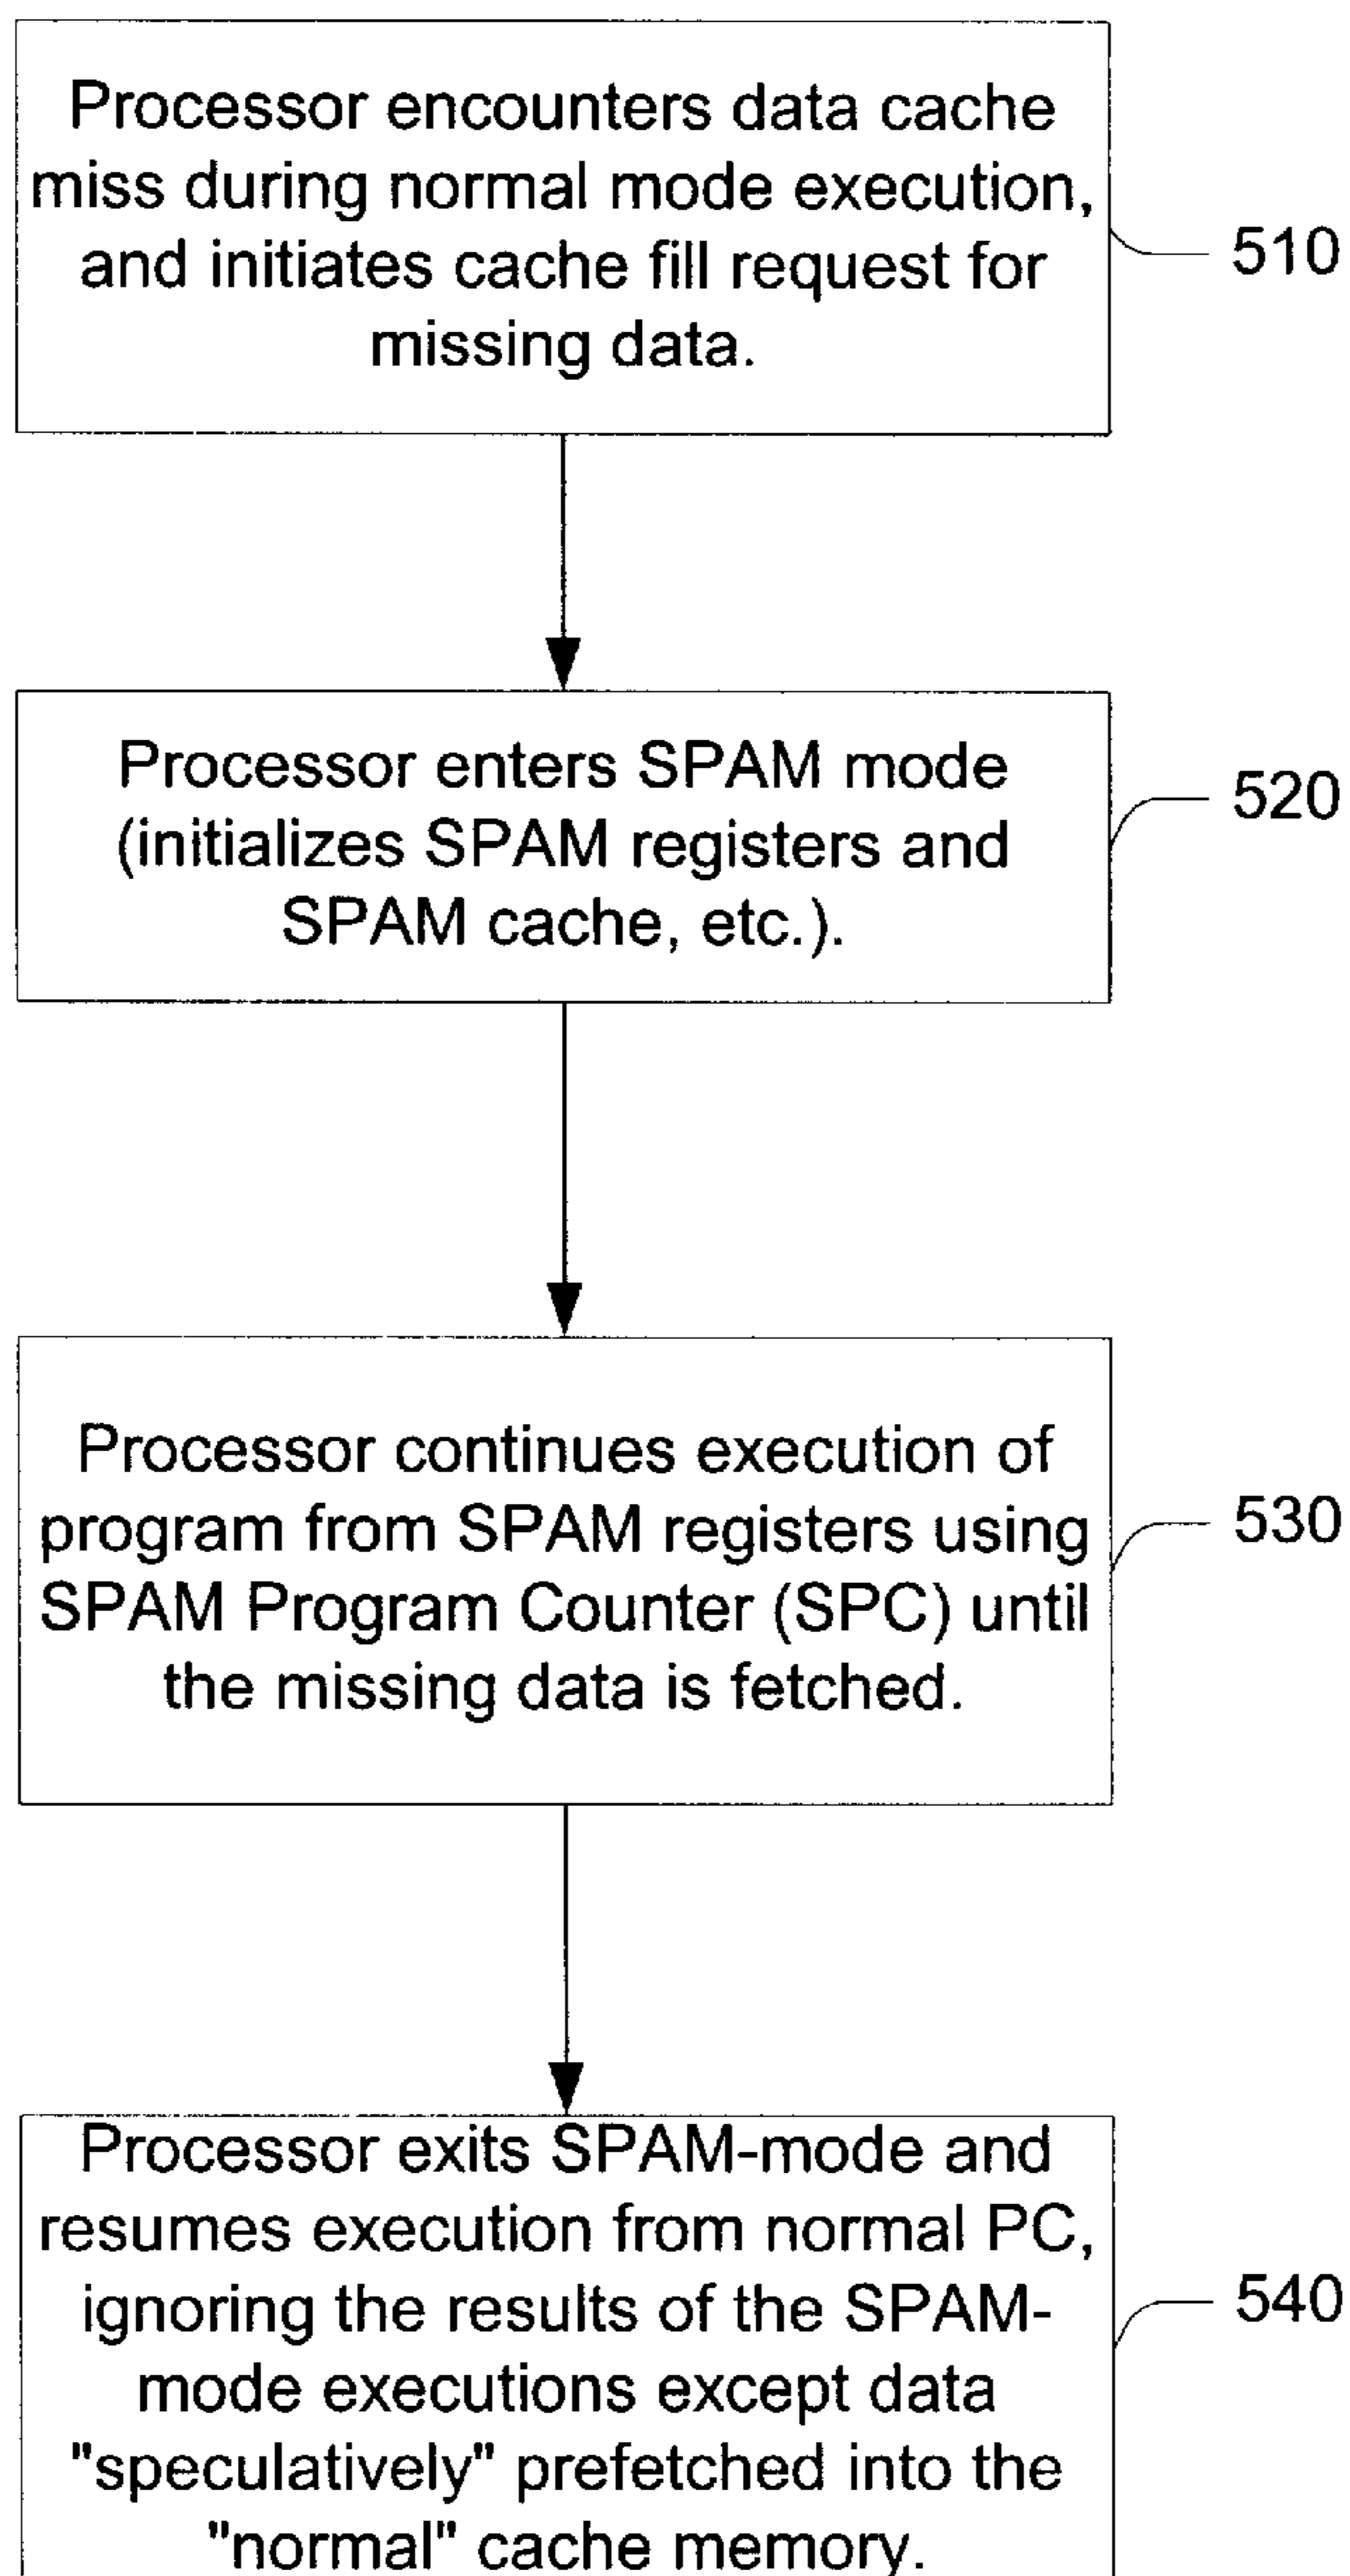 Processor encounters data cache
miss during normal mode execution,
and initiates cache fill request for
missing data.
510
Processor enters SPAM mode
(initializes SPAM registers and
SPAM cache, etc.).
520
Processor continues execution of
program from SPAM registers using
SPAM Program Counter (SPC) until
the missing data is fetched.
530
Processor exits SPAM-mode and
resumes execution from normal PC,
ignoring the results of the SPAM-
mode executions except data
"speculatively" prefetched into the
"normal" cache memory.
540